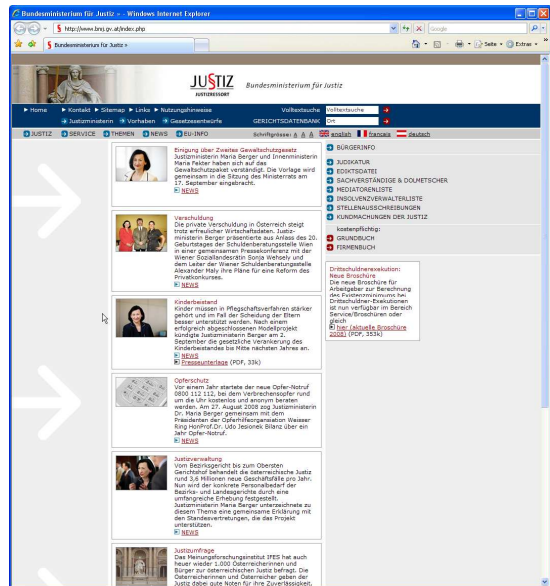 Bundesministerium für Justiz » - Windows Internet Explorer
http://www.bmj.gv.at/index.php
Google
Bundesministerium für Justiz »
Seite
Extras
JU§TIZ
JUSTIZRESSORT
Bundesministerium für Justiz
Home
Kontakt
Sitemap
Links
Nutzungshinweise
Volltextsuche
Volltextsuche
Justizministerin
Vorhaben
Gesetzesentwürfe
GERICHTSDATENBANK
Ort
JUSTIZ
SERVICE
THEMEN
NEWS
EU-INFO
Schriftgrösse: A A A
english
français
deutsch
Einigung über Zweites Gewaltschutzgesetz
Justizministerin Maria Berger und Innenministerin
Maria Fekter haben sich auf das
Gewaltschutzpaket verständigt. Die Vorlage wird
gemeinsam in die Sitzung des Ministerrats am
17. September eingebracht.
NEWS
Verschuldung
Die private Verschuldung in Österreich steigt
trotz erfreulicher Wirtschaftsdaten. Justiz-
ministerin Berger präsentierte aus Anlass des 20.
Geburtstages der Schuldenberatungsstelle Wien
in einer gemeinsamen Pressekonferenz mit der
Wiener Soziallandesrätin Sonja Wehsely und
dem Leiter der Wiener Schuldenberatungsstelle
Alexander Maly ihre Pläne für eine Reform des
Privatkonkurses.
NEWS
Kinderbeistand
Kinder müssen in Pflegschaftsverfahren stärker
gehört und im Fall der Scheidung der Eltern
besser unterstützt werden. Nach einem
erfolgreich abgeschlossenen Modellprojekt
kündigte Justizministerin Berger am 2.
September die gesetzliche Verankerung des
Kinderbeistandes bis Mitte nächsten Jahres an.
NEWS
Presseunterlage (PDF, 33k)
Opferschutz
Vor einem Jahr startete der neue Opfer-Notruf
0800 112 112, bei dem Verbrechensopfer rund
um die Uhr kostenlos und anonym beraten
werden. Am 27. August 2008 zog Justizministerin
Dr. Maria Berger gemeinsam mit dem
Präsidenten der Opferhilfeorganisation Weisser
Ring HonProf.Dr. Udo Jesionek Bilanz über ein
Jahr Opfer-Notruf.
NEWS
Justizverwaltung
Vom Bezirksgericht bis zum Obersten
Gerichtshof behandelt die österreichische Justiz
rund 3,6 Millionen neue Geschäftsfälle pro Jahr.
Nun wird der konkrete Personalbedarf der
Bezirks- und Landesgerichte durch eine
umfangreiche Erhebung festgestellt.
Justizministerin Maria Berger unterzeichnete zu
diesem Thema eine gemeinsame Erklärung mit
den Standesvertretungen, die das Projekt
unterstützen.
NEWS
Justizumfrage
Das Meinungsforschungsinstitut IFES hat auch
heuer wieder 1.000 Österreicherinnen und
Bürger zur österreichischen Justiz befragt. Die
Österreicherinnen und Österreicher geben der
Justiz dabei gute Noten für ihre Zuverlässigkeit.
BÜRGERINFO
JUDIKATUR
EDIKTSDATEI
SACHVERSTÄNDIGE & DOLMETSCHER
MEDIATORENLISTE
INSOLVENZVERWALTERLISTE
STELLENAUSSCHREIBUNGEN
KUNDMACHUNGEN DER JUSTIZ
kostenpflichtig:
GRUNDBUCH
FIRMENBUCH
Drittschuldnerexekution:
Neue Broschüre
Die neue Broschüre für
Arbeitgeber zur Berechnung
des Existenzminimums bei
Drittschuldner-Exekutionen
ist nun verfügbar im Bereich
Service/Broschüren oder
gleich
hier (aktuelle Broschüre
2008) (PDF, 353k)